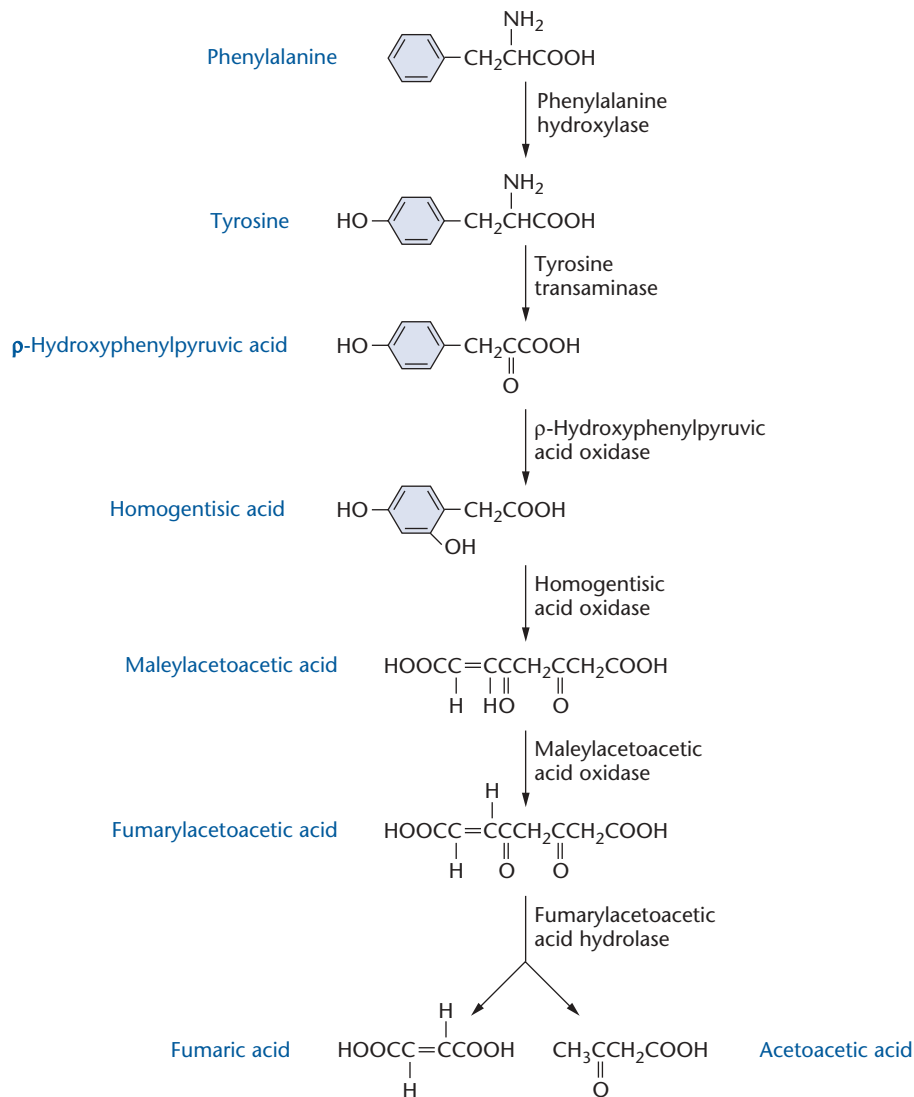 NH2
Phenylalanine
CH2CHCOOH
Phenylalanine
hydroxylase
NH2
Tyrosine
HO
CH2CHCOOH
Tyrosine
transaminase
ρ-Hydroxyphenylpyruvic acid
HO
CH2CCOOH
O
ρ-Hydroxyphenylpyruvic
acid oxidase
Homogentisic acid
HO
CH2COOH
OH
Homogentisic
acid oxidase
Maleylacetoacetic acid
HOOCC=CCCH2CCH2COOH
H HO O
Maleylacetoacetic
acid oxidase
H
Fumarylacetoacetic acid
HOOCC=CCCH2CCH2COOH
H O O
Fumarylacetoacetic
acid hydrolase
H
Fumaric acid
HOOCC=CCOOH
H
CH3CCH2COOH
O
Acetoacetic acid